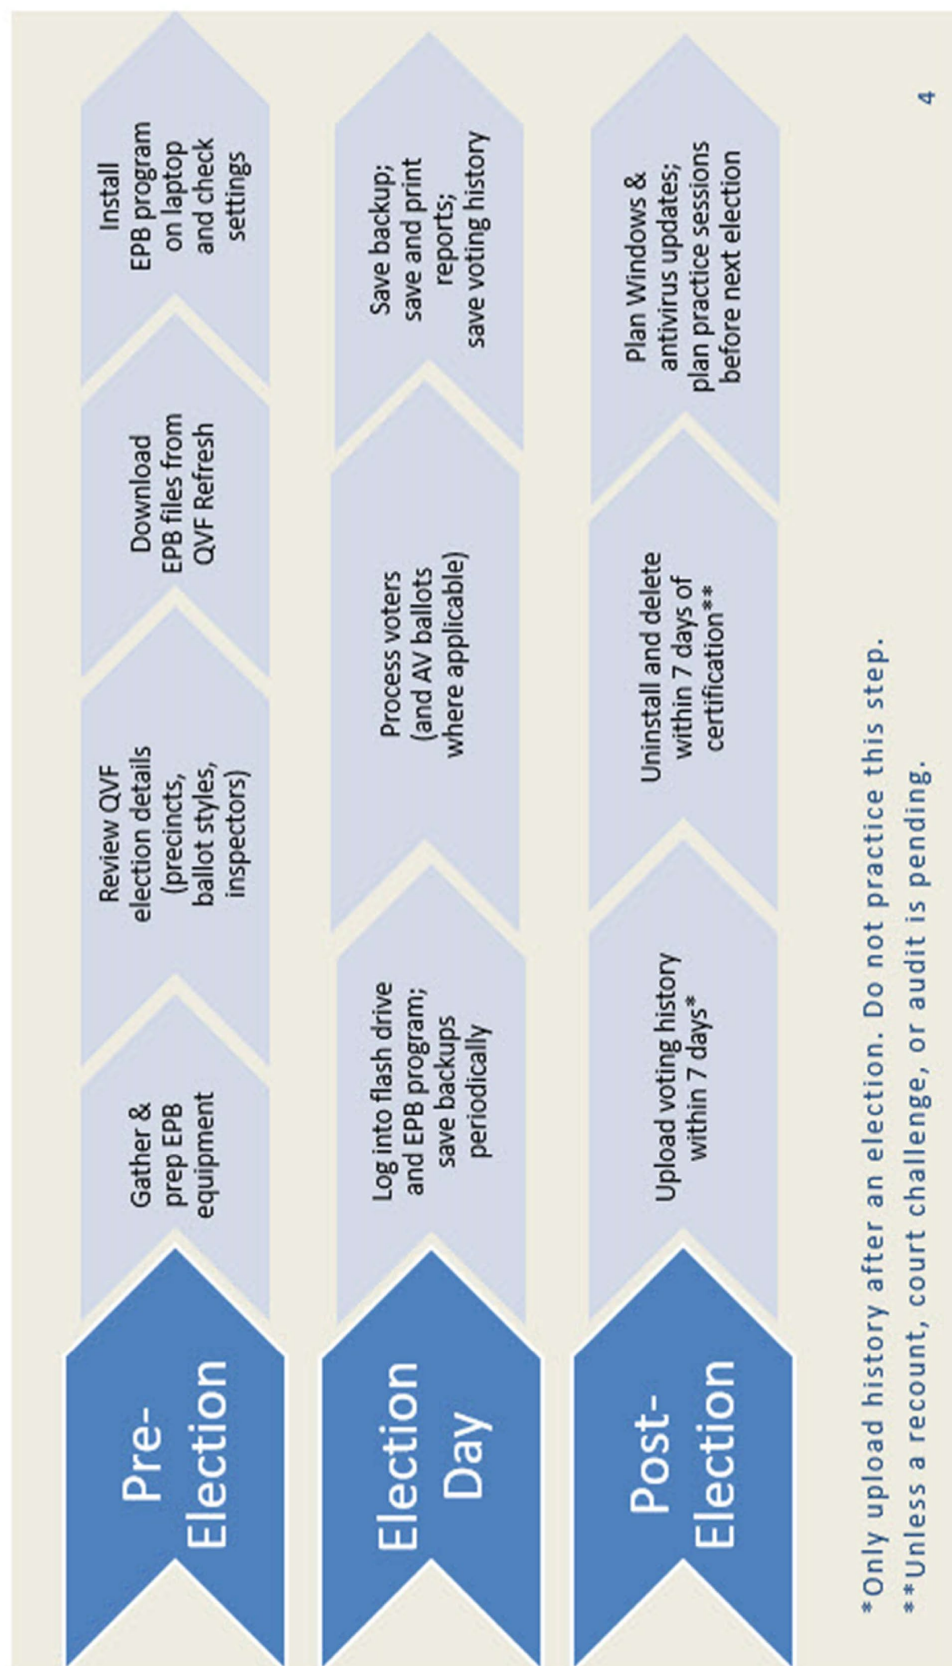 Pre-
Election
Gather &
prep EPB
equipment
Review QVF
election details
(precincts,
ballot styles,
inspectors)
Download
EPB files from
QVF Refresh
Install
EPB program
on laptop
and check
settings
Election
Day
Log into flash drive
and EPB program;
save backups
periodically
Process voters
(and AV ballots
where applicable)
Save backup;
save and print
reports;
save voting history
Post-
Election
Upload voting history
within 7 days*
Uninstall and delete
within 7 days of
certification**
Plan Windows &
antivirus updates;
plan practice sessions
before next election
*Only upload history after an election. Do not practice this step.
**Unless a recount, court challenge, or audit is pending.
4